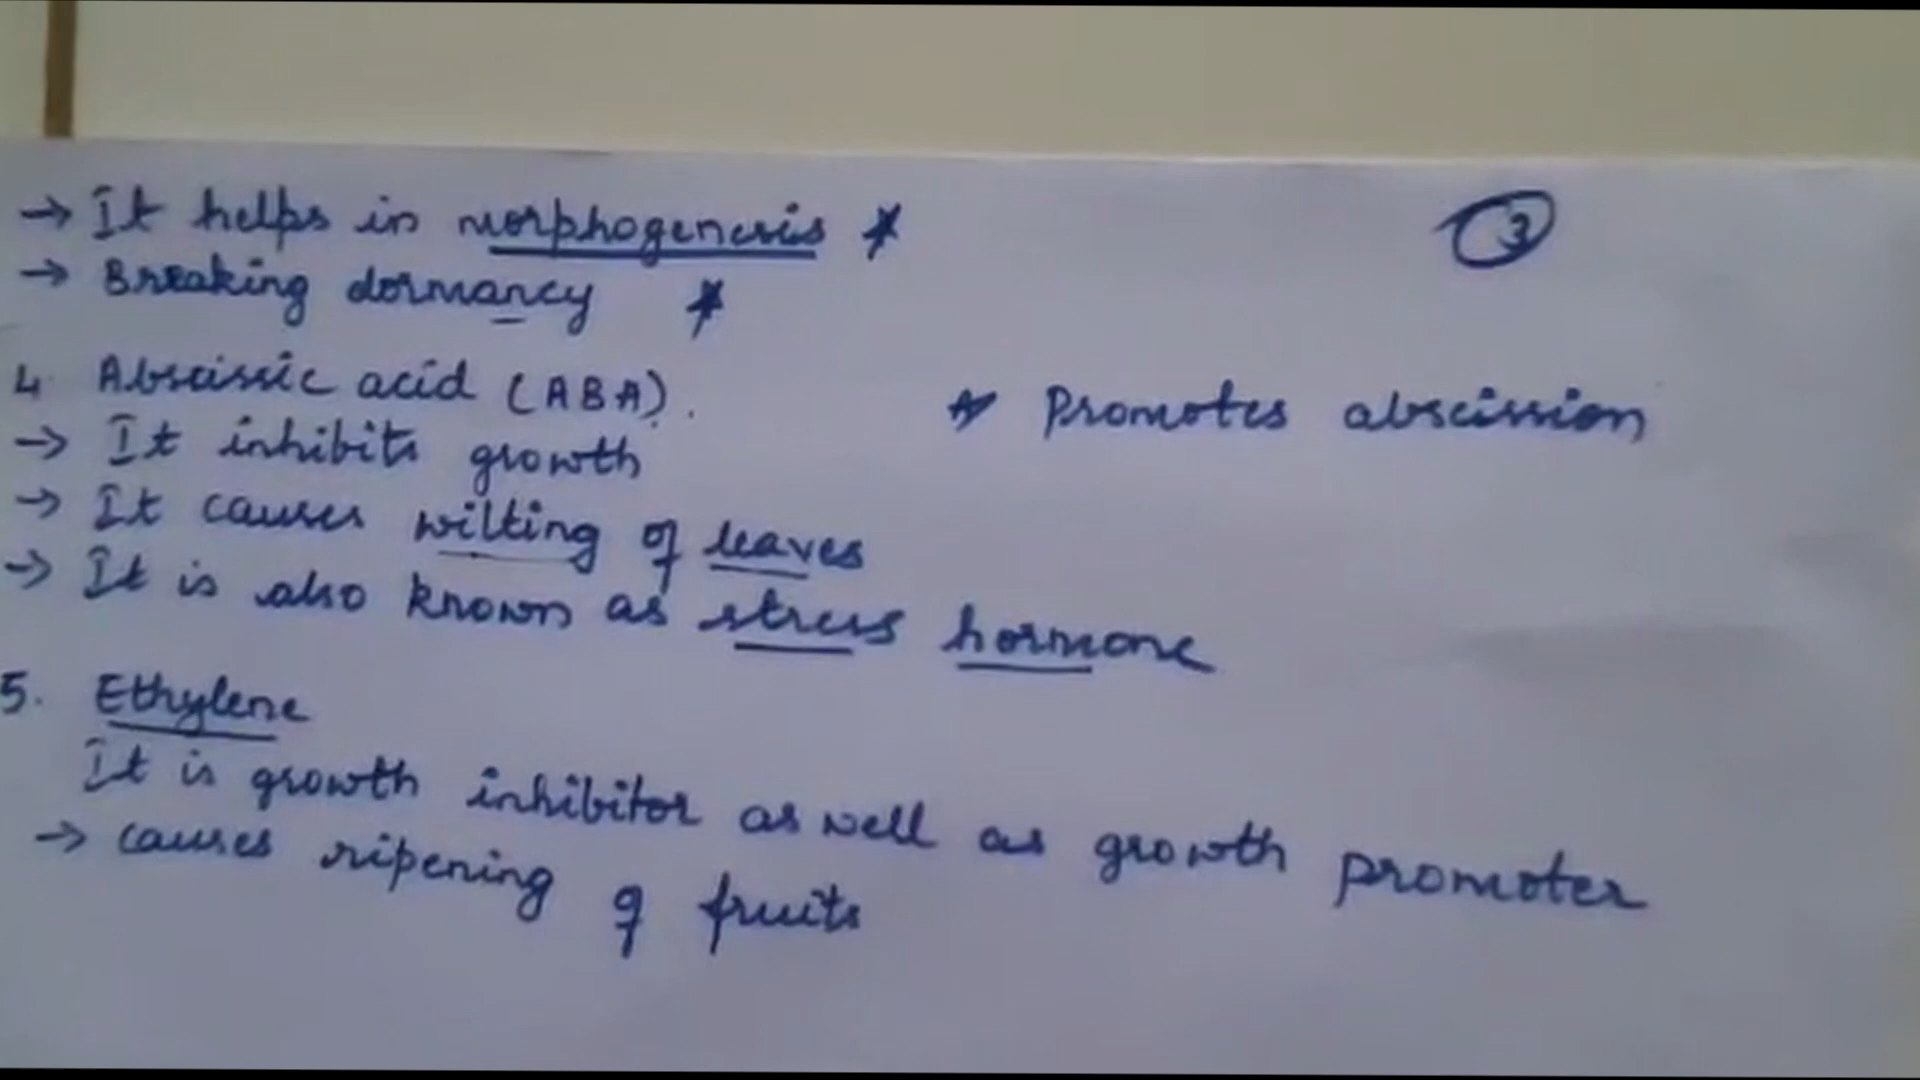 → It helps in morphogenesis *
3
→ Breaking dormancy *
4 Abscissic acid (ABA).
* Promotes abscission
→ It inhibits growth
→ It causes wilting of leaves
→ It is also known as stress hormone
5. Ethylene
It is growth inhibitor as well as growth promoter
→ causes ripening of fruits